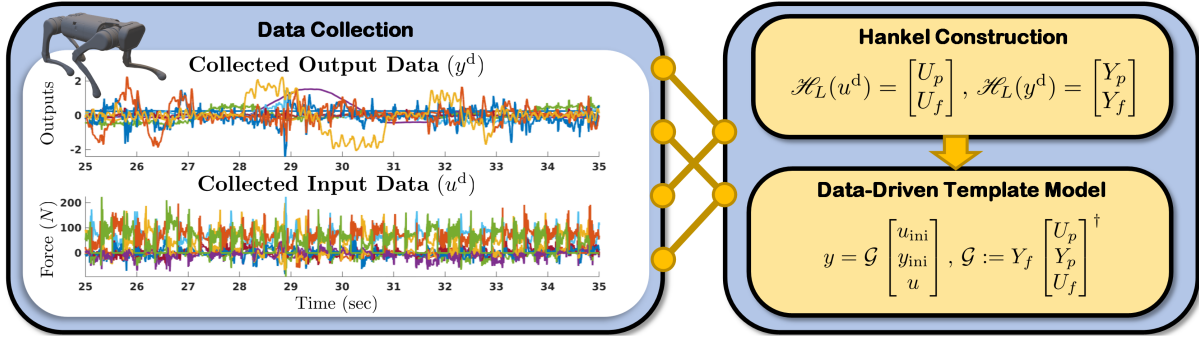 Data Collection
Collected Output Data (y^d)
Outputs
2
0
-2
25 26 27 28 29 30 31 32 33 34 35
Collected Input Data (u^d)
Force (N)
200
100
0
25 26 27 28 29 30 31 32 33 34 35
Time (sec)
Hankel Construction
ℋ_L(u^d) = [U_p U_f], ℋ_L(y^d) = [Y_p Y_f]
Data-Driven Template Model
y = 𝒢 [u_ini y_ini u], 𝒢 := Y_f [U_p Y_p U_f]^†